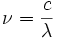 ν = c/λ